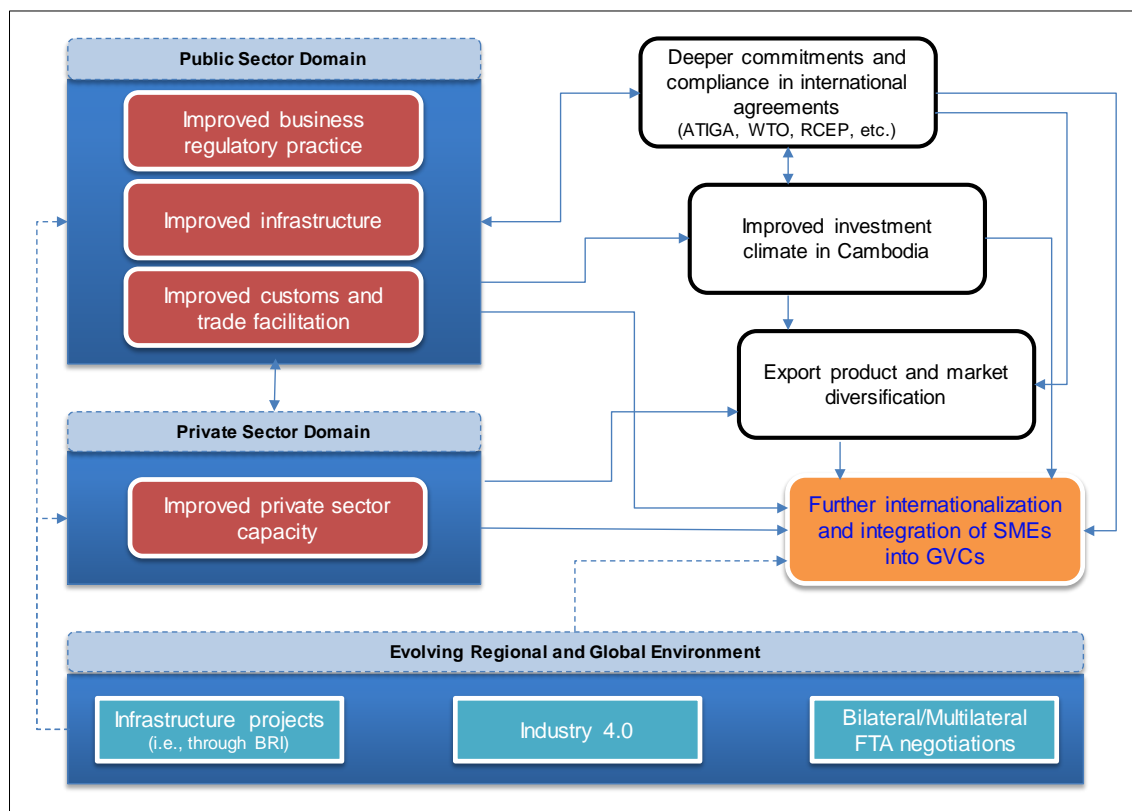 Public Sector Domain
Improved business
regulatory practice
Improved infrastructure
Improved customs and
trade facilitation
Private Sector Domain
Improved private sector
capacity
Deeper commitments and
compliance in international
agreements
(ATIGA, WTO, RCEP, etc.)
Improved investment
climate in Cambodia
Export product and market
diversification
Further internationalization
and integration of SMEs
into GVCs
Evolving Regional and Global Environment
Infrastructure projects
(i.e., through BRI)
Industry 4.0
Bilateral/Multilateral
FTA negotiations